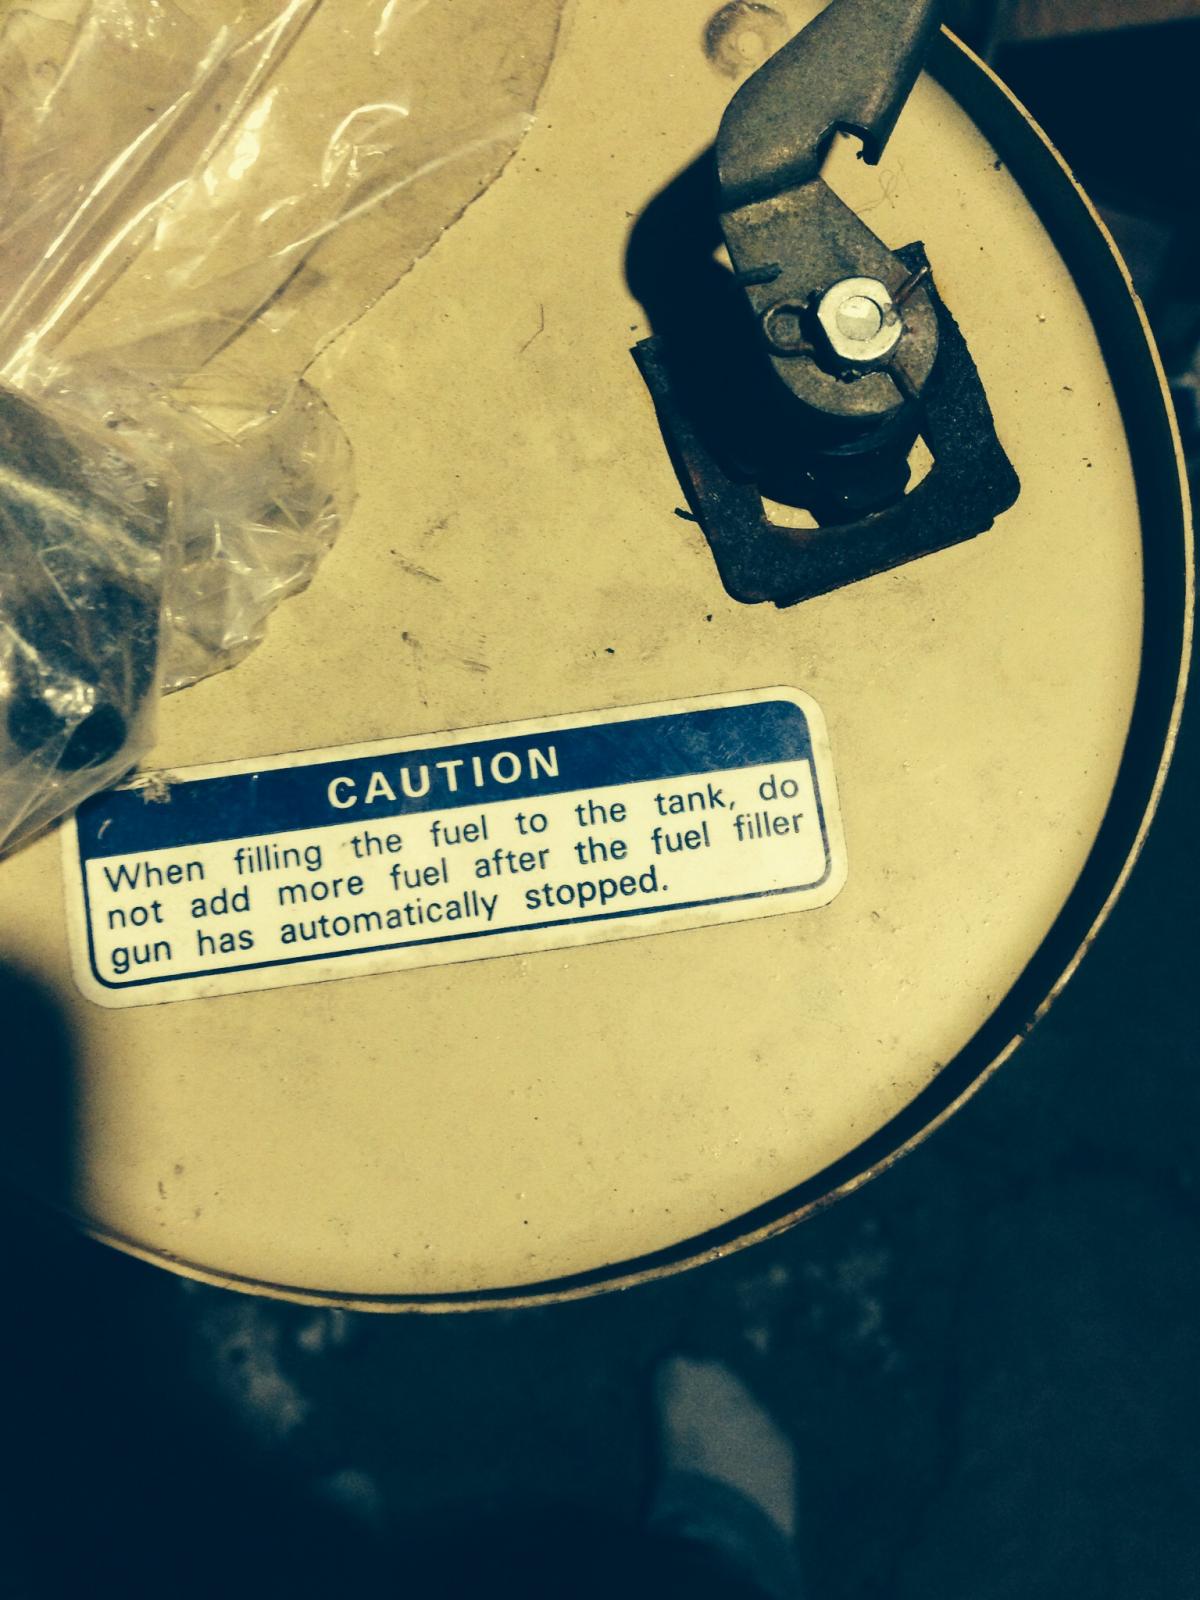 CAUTION
When filling the fuel to the tank, do
not add more fuel after the fuel filler
gun has automatically stopped.